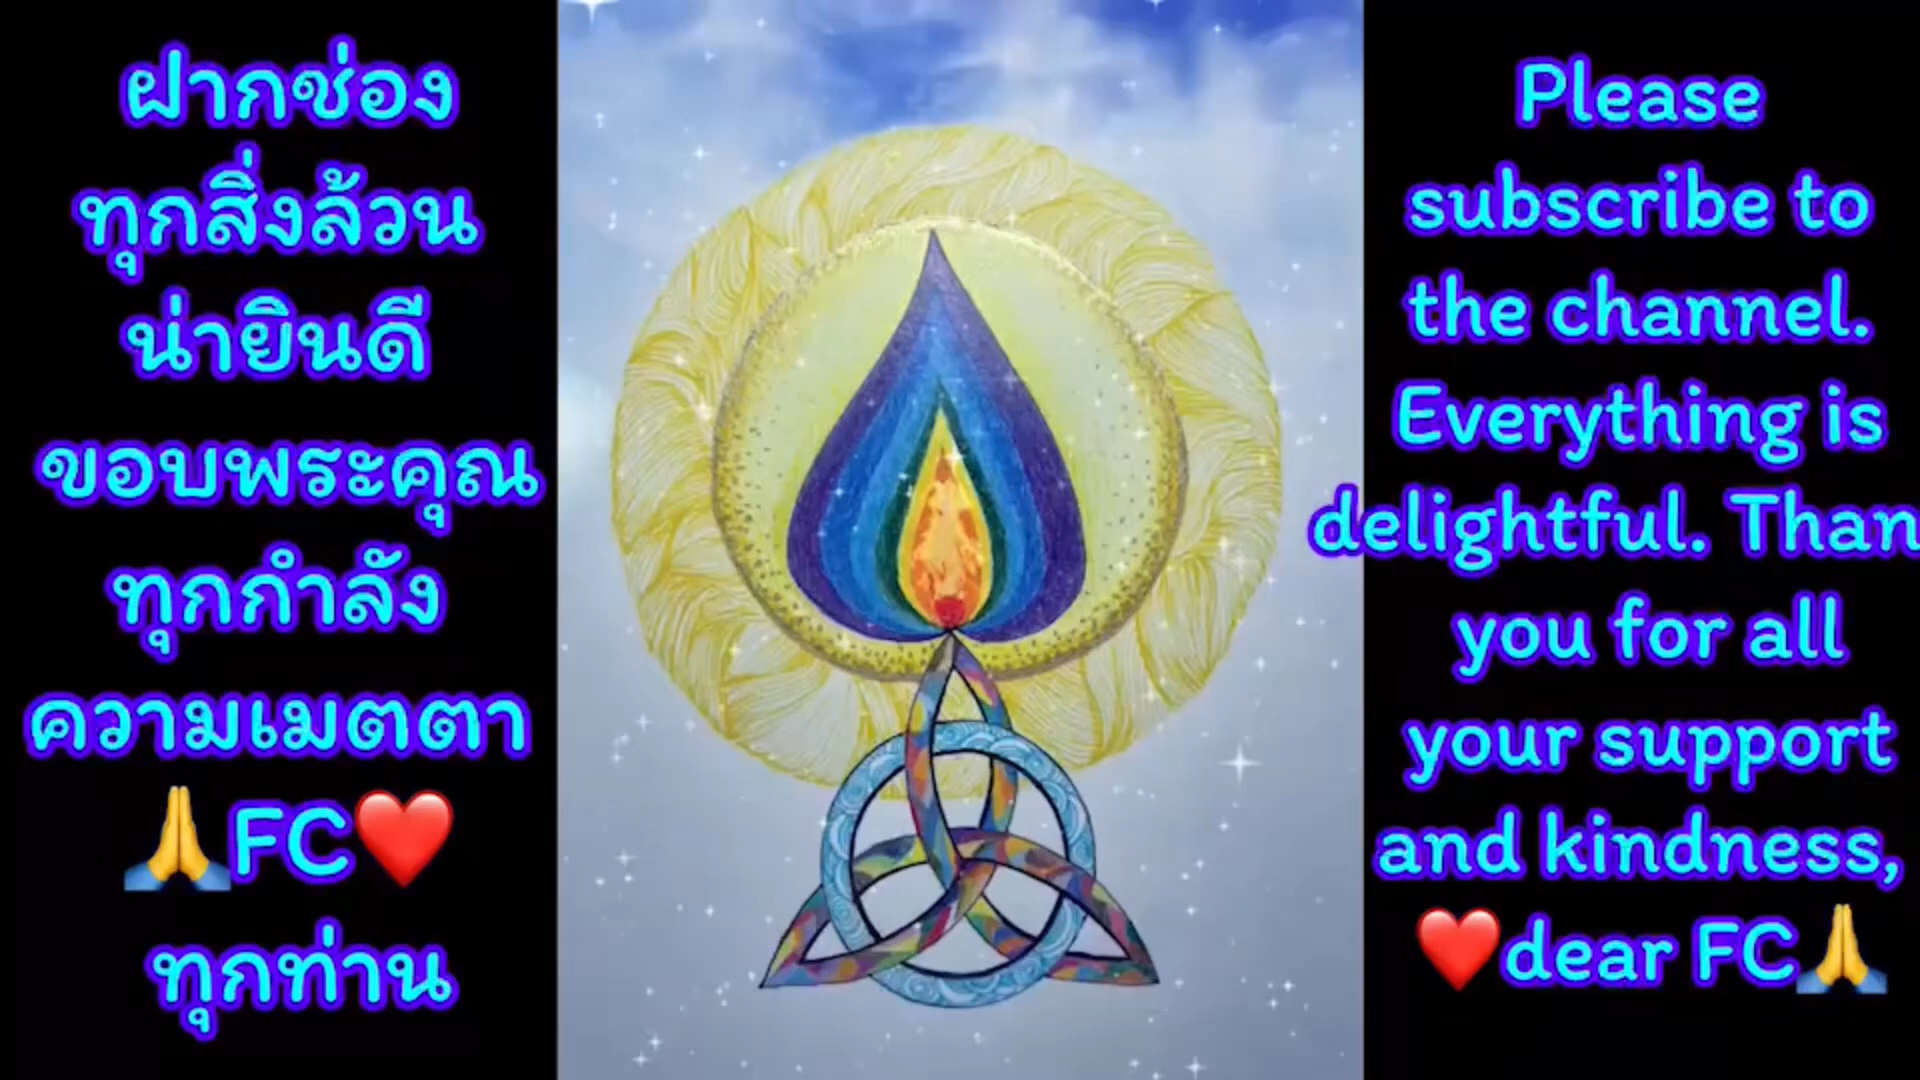 ฝากช่อง
ทุกสิ่งล้วน
น่ายินดี
ขอบพระคุณ
ทุกกำลัง
ความเมตตา
🙏FC❤️
ทุกท่าน
Please
subscribe to
the channel.
Everything is
delightful. Than
you for all
your support
and kindness,
❤️dear FC🙏